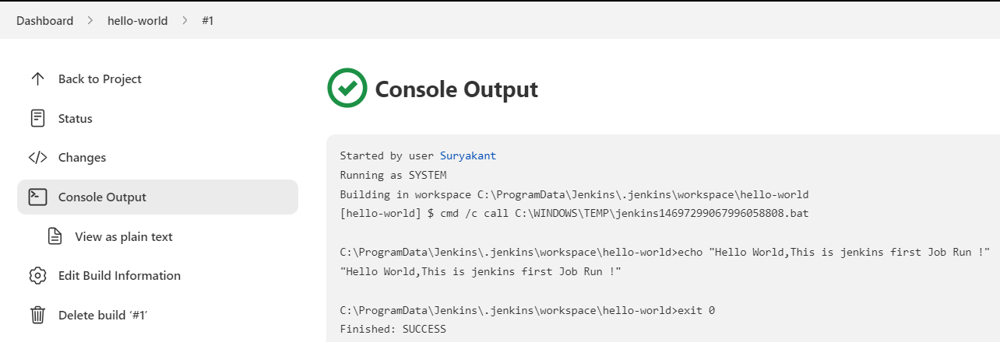 Dashboard > hello-world > #1
Back to Project
Status
Changes
Console Output
View as plain text
Edit Build Information
Delete build ‘#1’
Console Output
Started by user Suryakant
Running as SYSTEM
Building in workspace C:\ProgramData\Jenkins\.jenkins\workspace\hello-world
[hello-world] $ cmd /c call C:\WINDOWS\TEMP\jenkins14697299067996058808.bat
C:\ProgramData\Jenkins\.jenkins\workspace\hello-world>echo "Hello World,This is jenkins first Job Run !"
"Hello World,This is jenkins first Job Run !"
C:\ProgramData\Jenkins\.jenkins\workspace\hello-world>exit 0
Finished: SUCCESS